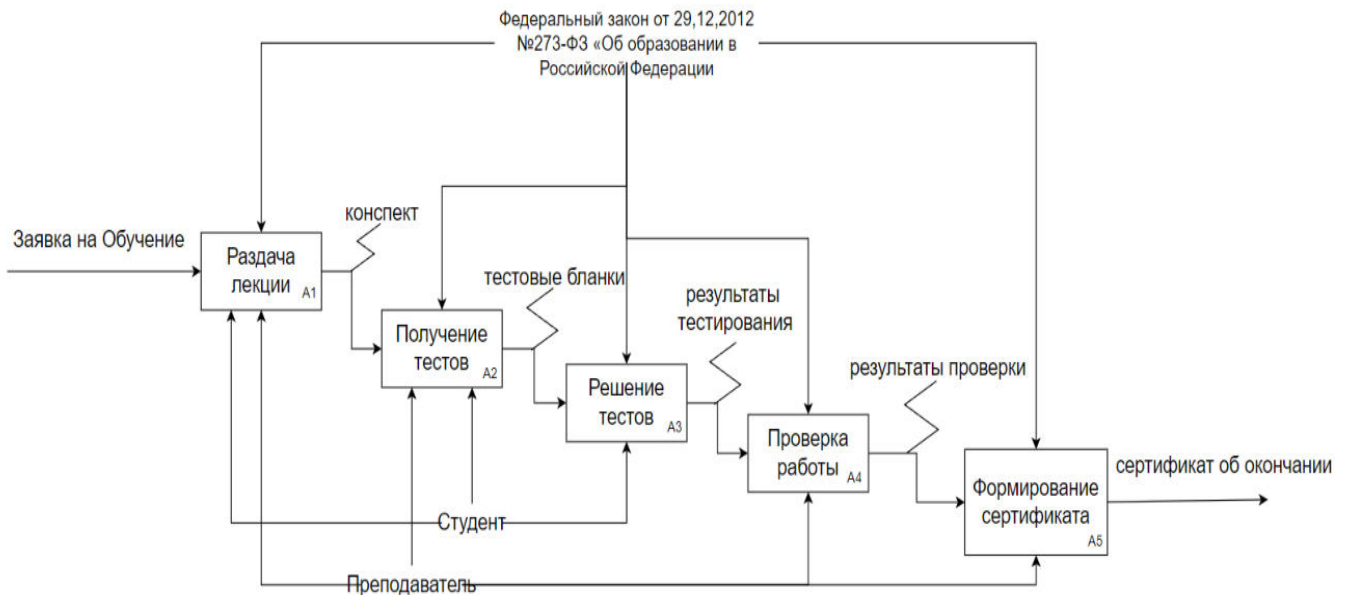 Федеральный закон от 29,12,2012
№273-ФЗ «Об образовании в
Российской Федерации
конспект
Заявка на Обучение
Раздача
лекции
A1
тестовые бланки
Получение
тестов
A2
результаты
тестирования
Решение
тестов
A3
результаты проверки
Проверка
работы
A4
сертификат об окончании
Формирование
сертификата
A5
Студент
Преподаватель